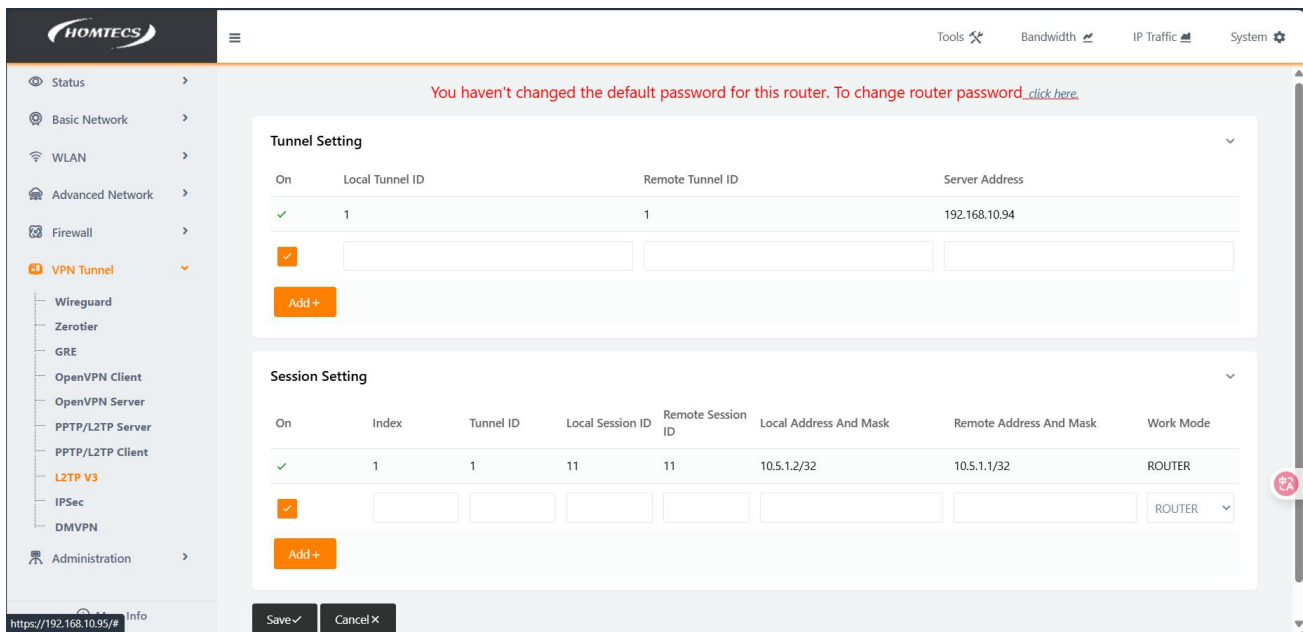 HOMTECS
Tools
Bandwidth
IP Traffic
System
Status
Basic Network
WLAN
Advanced Network
Firewall
VPN Tunnel
Wireguard
Zerotier
GRE
OpenVPN Client
OpenVPN Server
PPTP/L2TP Server
PPTP/L2TP Client
L2TP V3
IPSec
DMVPN
Administration
Info
https://192.168.10.95/#
You haven't changed the default password for this router. To change router password click here.
Tunnel Setting
On Local Tunnel ID Remote Tunnel ID Server Address
1 1 192.168.10.94
Add +
Session Setting
On Index Tunnel ID Local Session ID Remote Session ID Local Address And Mask Remote Address And Mask Work Mode
1 1 11 11 10.5.1.2/32 10.5.1.1/32 ROUTER
ROUTER
Add +
Save Cancel
中A